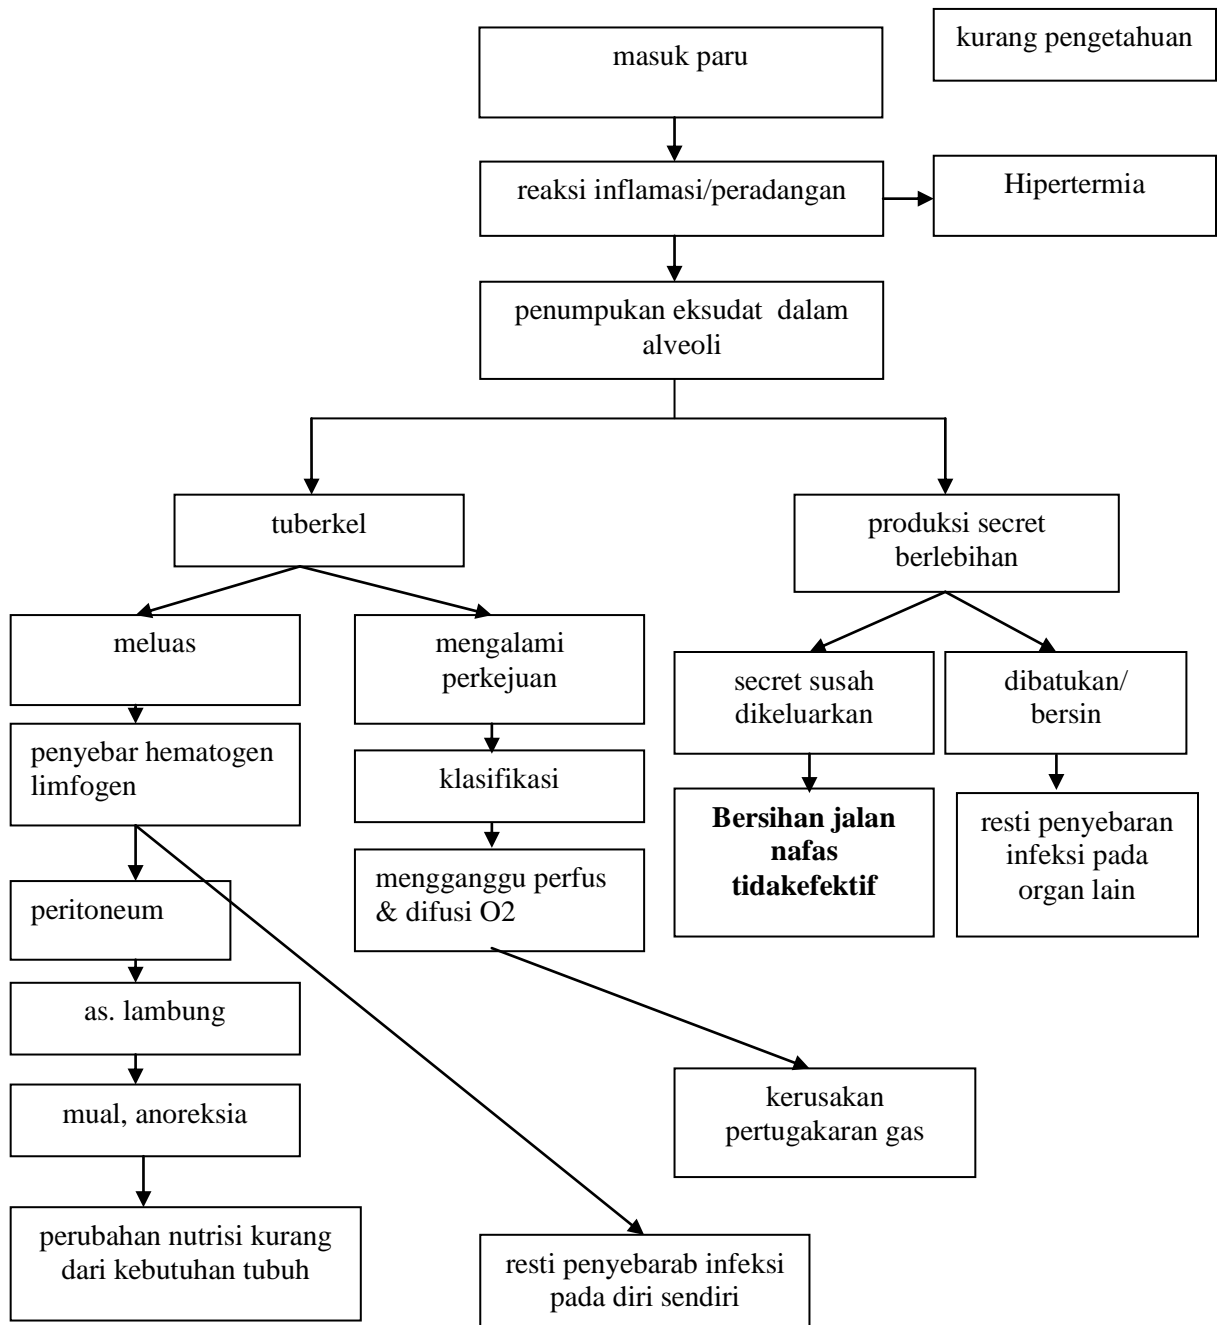 masuk paru
kurang pengetahuan
reaksi inflamasi/peradangan
Hipertermia
penumpukan eksudat dalam
alveoli
tuberkel
produksi secret
berlebihan
meluas
mengalami
perkejuan
secret susah
dikeluarkan
dibatukan/
bersin
penyebar hematogen
limfogen
klasifikasi
Bersihan jalan
nafas
tidakefektif
resti penyebaran
infeksi pada
organ lain
mengganggu perfus
& difusi O2
peritoneum
as. lambung
mual, anoreksia
kerusakan
pertugakaran gas
perubahan nutrisi kurang
dari kebutuhan tubuh
resti penyebarab infeksi
pada diri sendiri